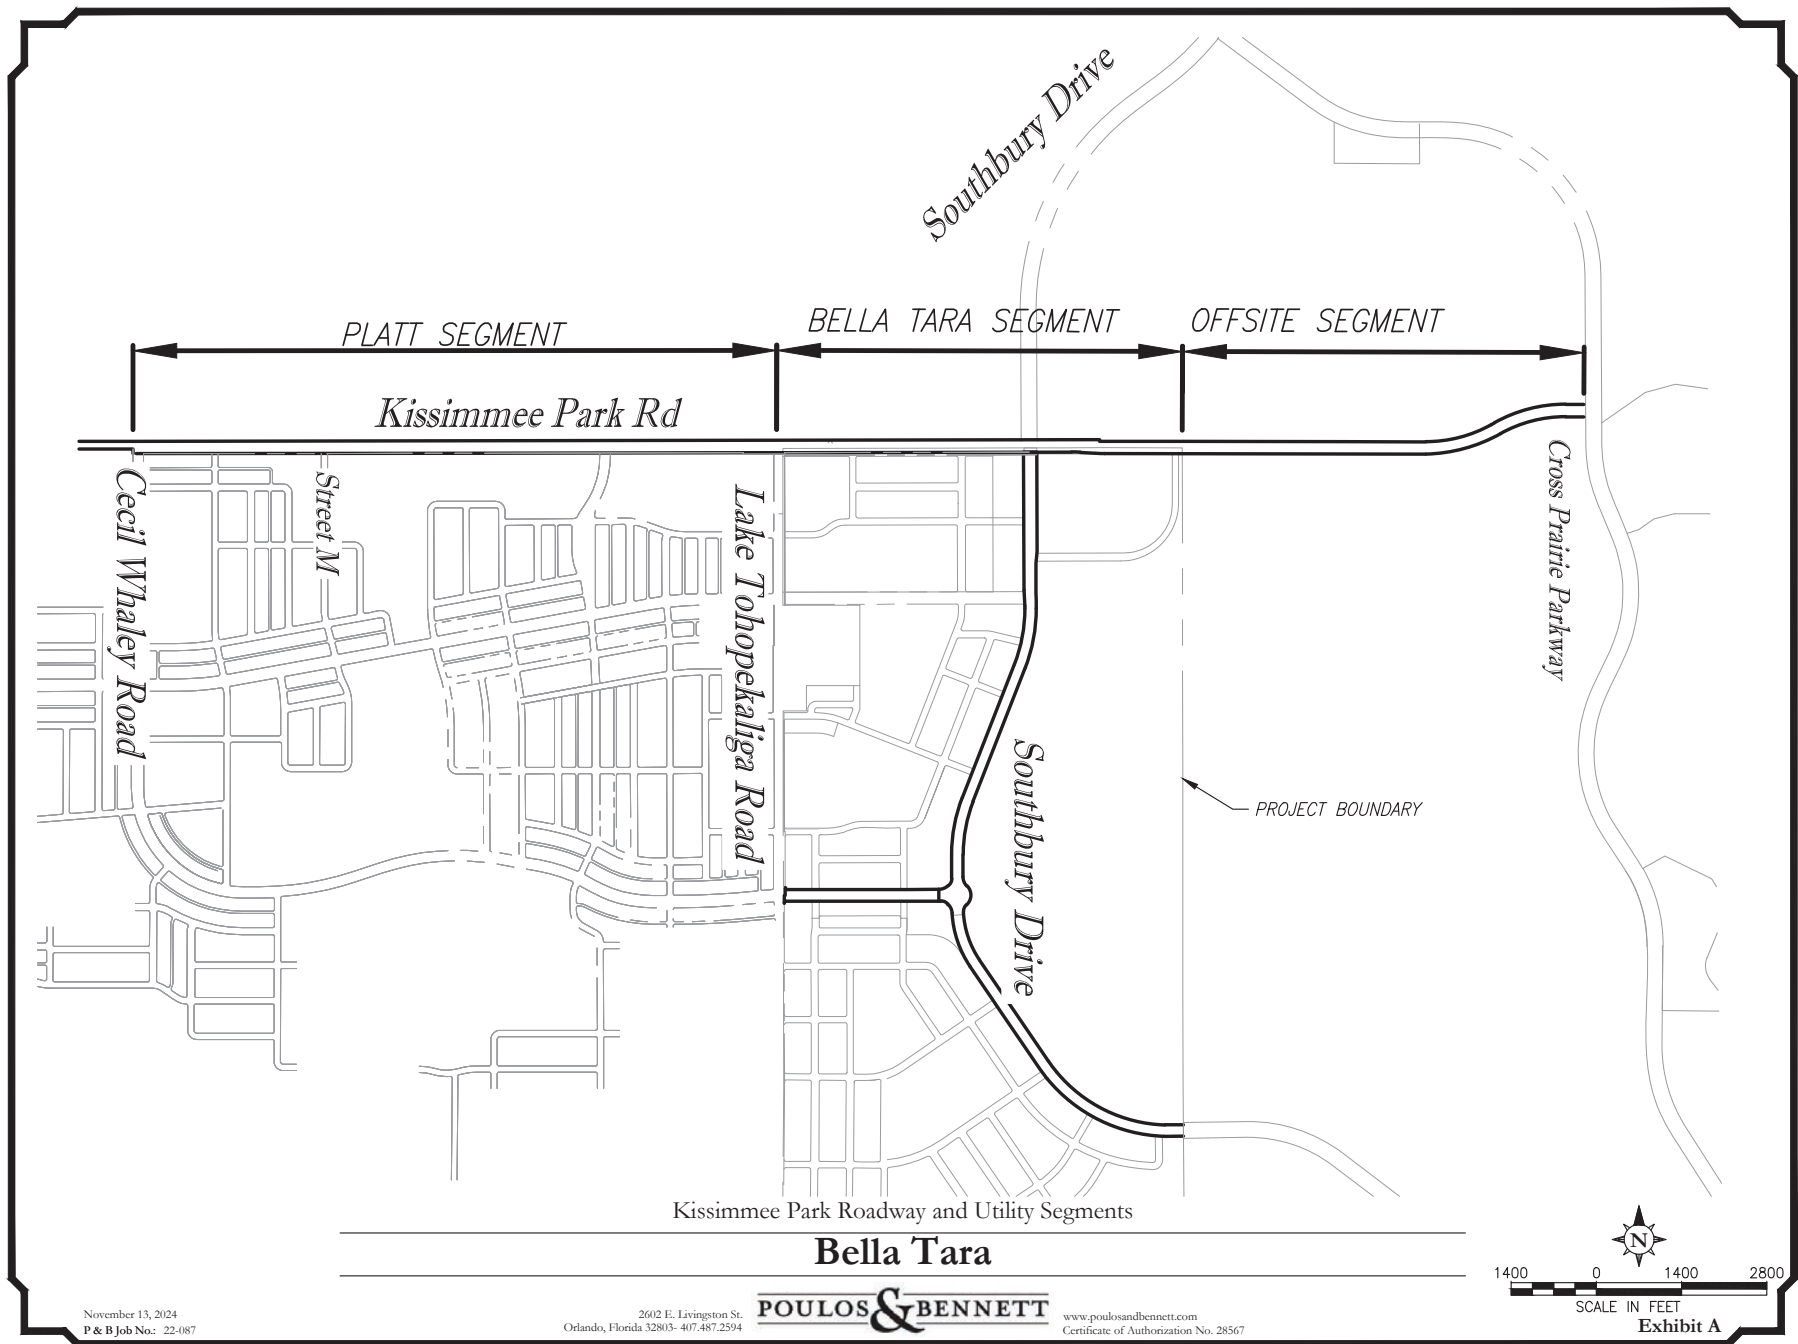 Southbury Drive
PLATT SEGMENT
BELLA TARA SEGMENT
OFFSITE SEGMENT
Kissimmee Park Rd
Cecil Whaley Road
Street M
Lake Tohopekaliga Road
Southbury Drive
Cross Prairie Parkway
PROJECT BOUNDARY
Kissimmee Park Roadway and Utility Segments
Bella Tara
N
1400 0 1400 2800
SCALE IN FEET
Exhibit A
November 13, 2024
P & B Job No.: 22-087
2602 E. Livingston St.
Orlando, Florida 32803- 407.487.2594
POULOS&BENNETT
www.poulosandbennett.com
Certificate of Authorization No. 28567